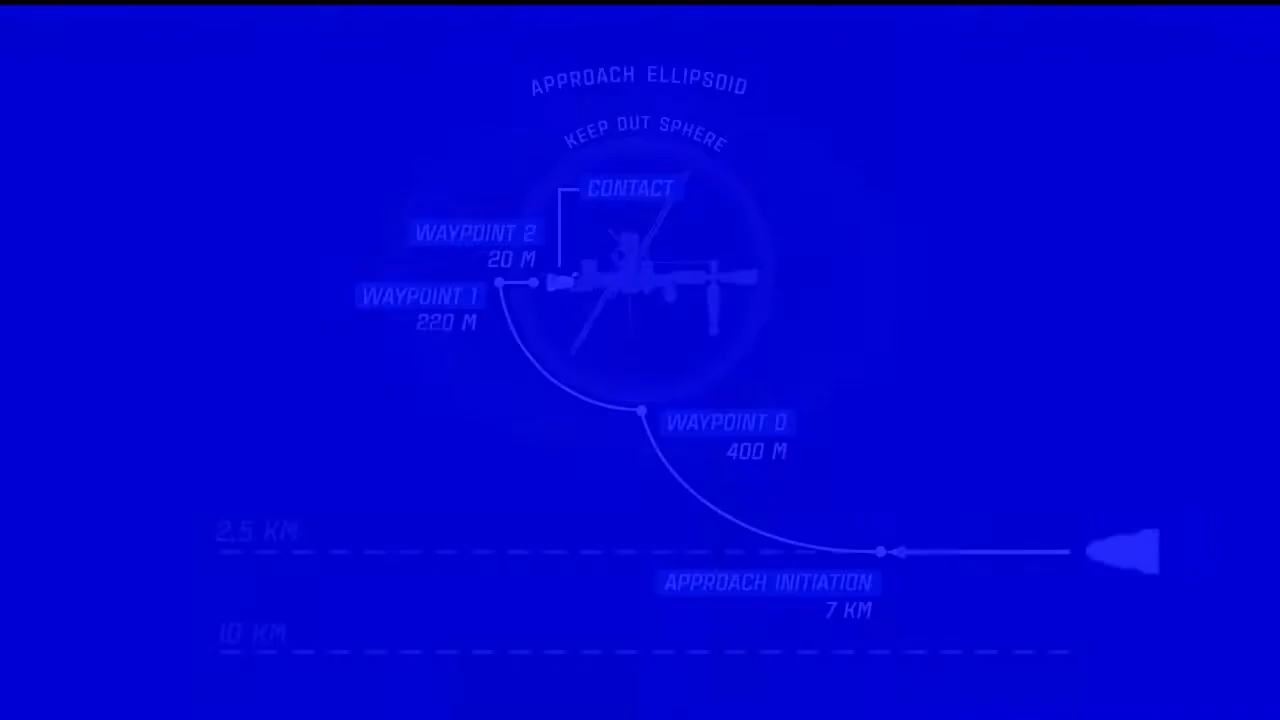 APPROACH ELLIPSOID
KEEP OUT SPHERE
CONTACT
WAYPOINT 2
20 M
WAYPOINT 1
220 M
WAYPOINT 0
400 M
2.5 KM
APPROACH INITIATION
7 KM
10 KM